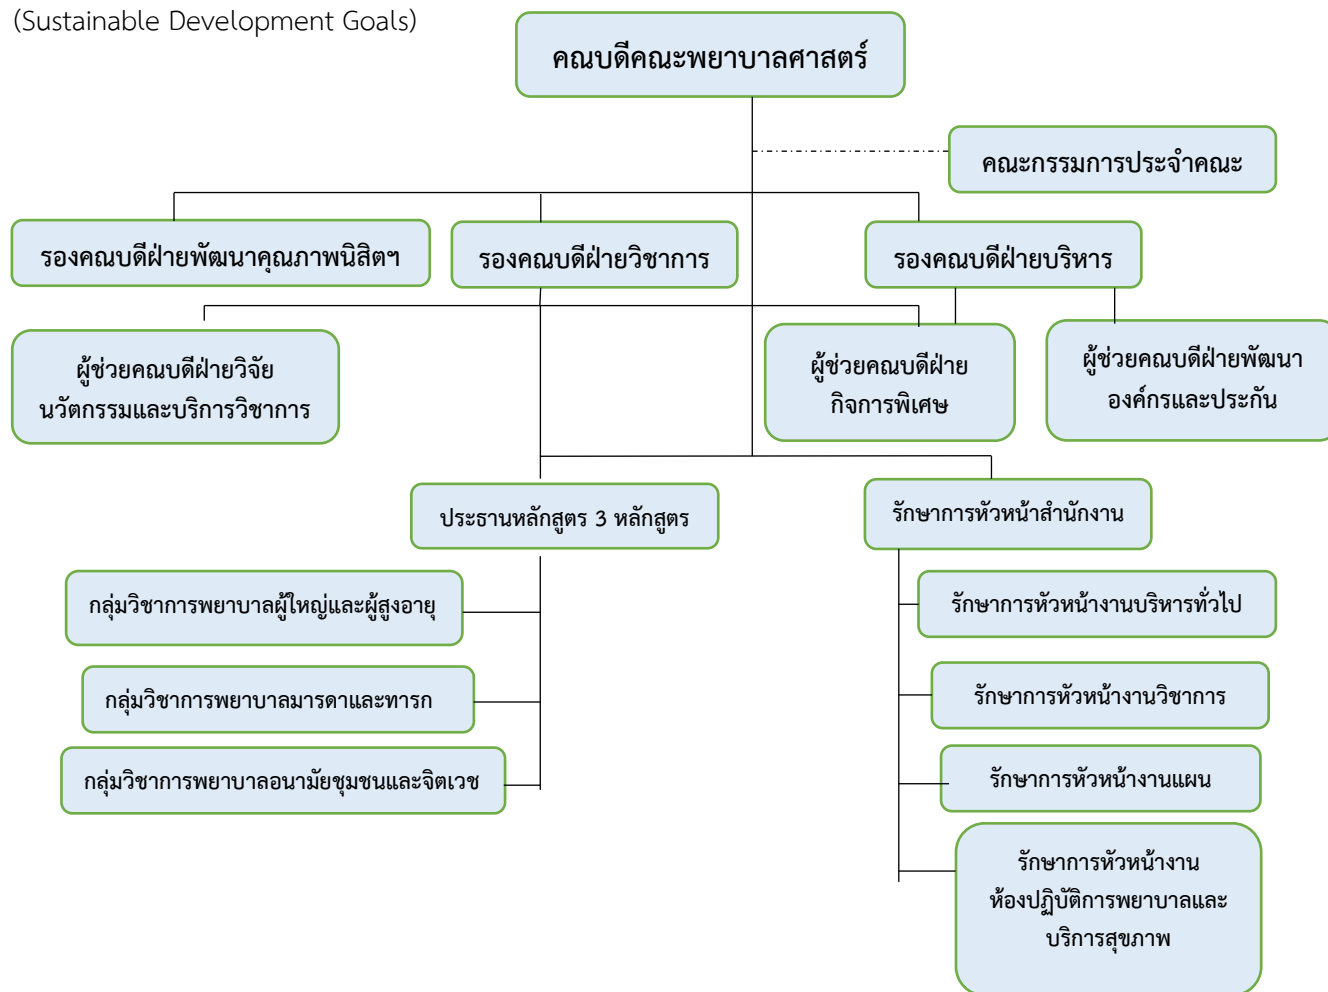 (Sustainable Development Goals)
คณบดีคณะพยาบาลศาสตร์
คณะกรรมการประจำคณะ
รองคณบดีฝ่ายพัฒนาคุณภาพนิสิตฯ
รองคณบดีฝ่ายวิชาการ
รองคณบดีฝ่ายบริหาร
ผู้ช่วยคณบดีฝ่ายวิจัย
นวัตกรรมและบริการวิชาการ
ผู้ช่วยคณบดีฝ่าย
กิจการพิเศษ
ผู้ช่วยคณบดีฝ่ายพัฒนา
องค์กรและประกัน
ประธานหลักสูตร 3 หลักสูตร
รักษาการหัวหน้าสำนักงาน
กลุ่มวิชาการพยาบาลผู้ใหญ่และผู้สูงอายุ
กลุ่มวิชาการพยาบาลมารดาและทารก
กลุ่มวิชาการพยาบาลอนามัยชุมชนและจิตเวช
รักษาการหัวหน้างานบริหารทั่วไป
รักษาการหัวหน้างานวิชาการ
รักษาการหัวหน้างานแผน
รักษาการหัวหน้างาน
ห้องปฏิบัติการพยาบาลและ
บริการสุขภาพ